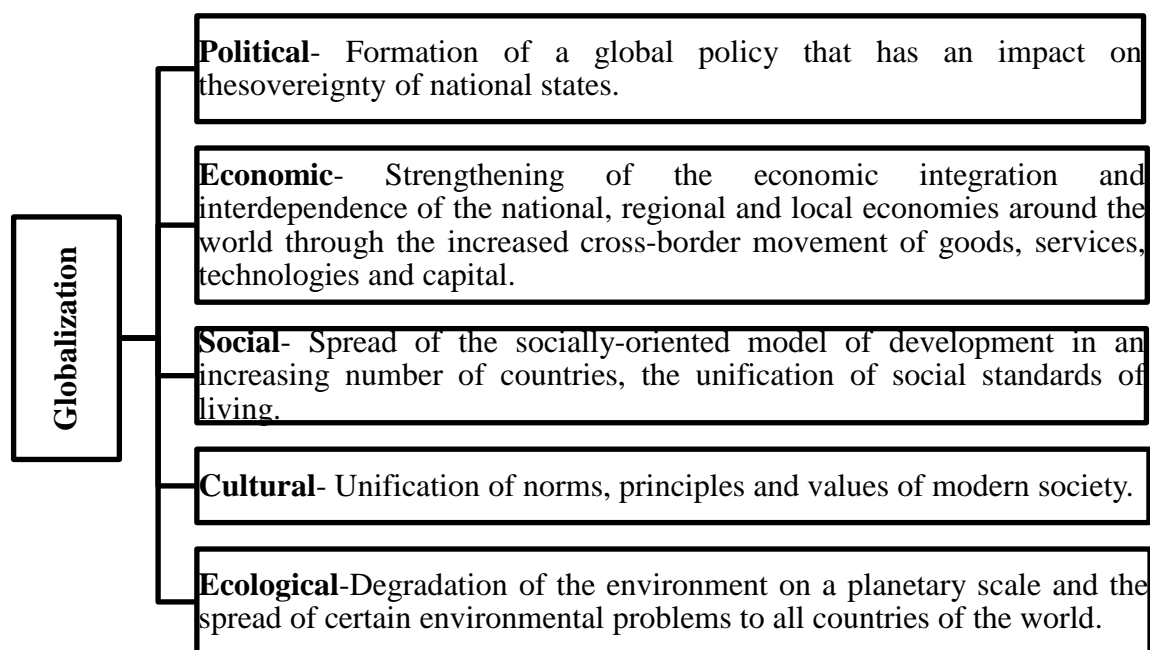 Globalization
Political- Formation of a global policy that has an impact on
thesovereignty of national states.
Economic- Strengthening of the economic integration and
interdependence of the national, regional and local economies around the
world through the increased cross-border movement of goods, services,
technologies and capital.
Social- Spread of the socially-oriented model of development in an
increasing number of countries, the unification of social standards of
living.
Cultural- Unification of norms, principles and values of modern society.
Ecological-Degradation of the environment on a planetary scale and the
spread of certain environmental problems to all countries of the world.